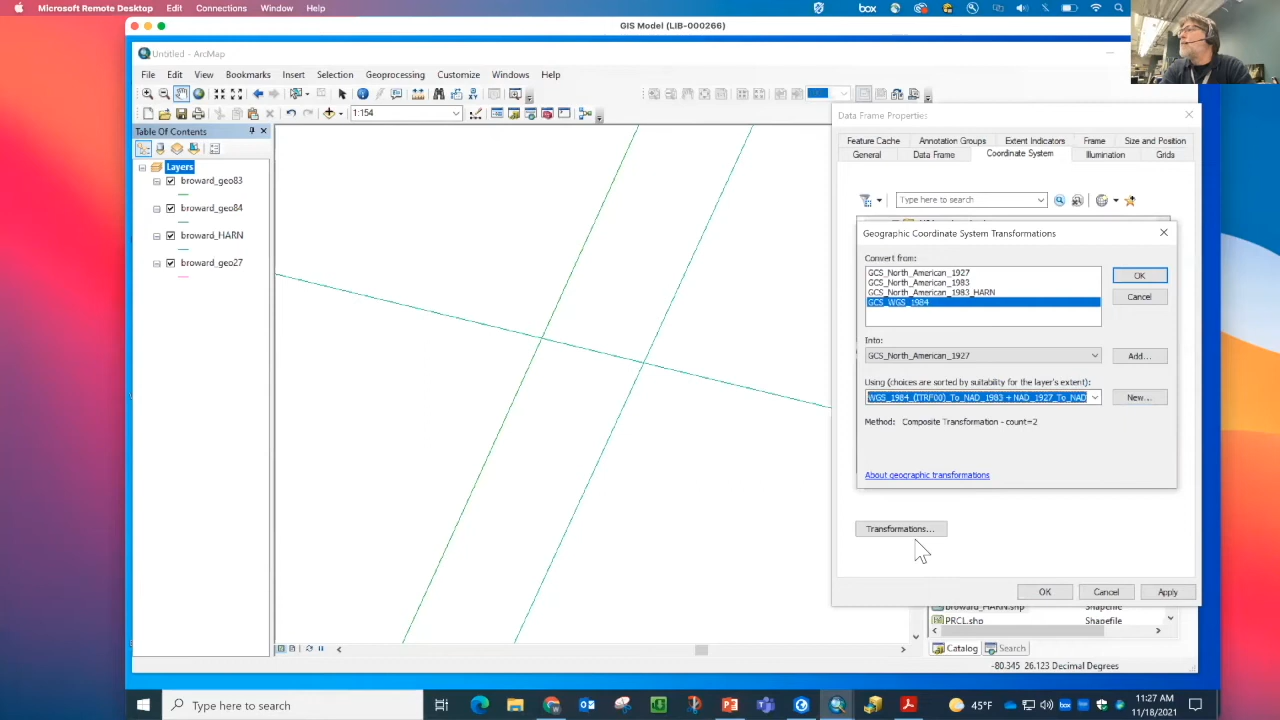 Microsoft Remote Desktop Edit Connections Window Help
box
GIS Model (LIB-000266)
Untitled - ArcMap
File Edit View Bookmarks Insert Selection Geoprocessing Customize Windows Help
1:154
Table Of Contents
Layers
broward_geo83
broward_geo84
broward_HARN
broward_geo27
Data Frame Properties
Feature Cache Annotation Groups Extent Indicators Frame Size and Position
General Data Frame Coordinate System Illumination Grids
Type here to search
Geographic Coordinate System Transformations
Convert from:
GCS_North_American_1927
GCS_North_American_1983
GCS_North_American_1983_HARN
GCS_WGS_1984
OK
Cancel
Into:
GCS_North_American_1927
Add...
Using (choices are sorted by suitability for the layer's extent):
WGS_1984_(ITRF00)_To_NAD_1983 + NAD_1927_To_NAD
New...
Method: Composite Transformation - count=2
About geographic transformations
Transformations...
OK Cancel Apply
broward_HARN.shp Shapefile
PRCL.shp Shapefile
Catalog Search
-80.345 26.123 Decimal Degrees
Type here to search
45°F
box
11:27 AM
11/18/2021